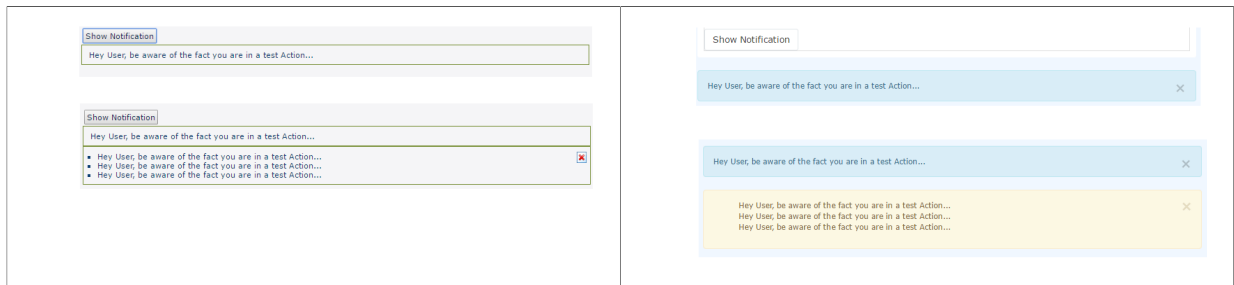 Show Notification
Hey User, be aware of the fact you are in a test Action...
Show Notification
Hey User, be aware of the fact you are in a test Action...
Hey User, be aware of the fact you are in a test Action...
Hey User, be aware of the fact you are in a test Action...
Hey User, be aware of the fact you are in a test Action...
Show Notification
Hey User, be aware of the fact you are in a test Action...
Hey User, be aware of the fact you are in a test Action...
Hey User, be aware of the fact you are in a test Action...
Hey User, be aware of the fact you are in a test Action...
Hey User, be aware of the fact you are in a test Action...